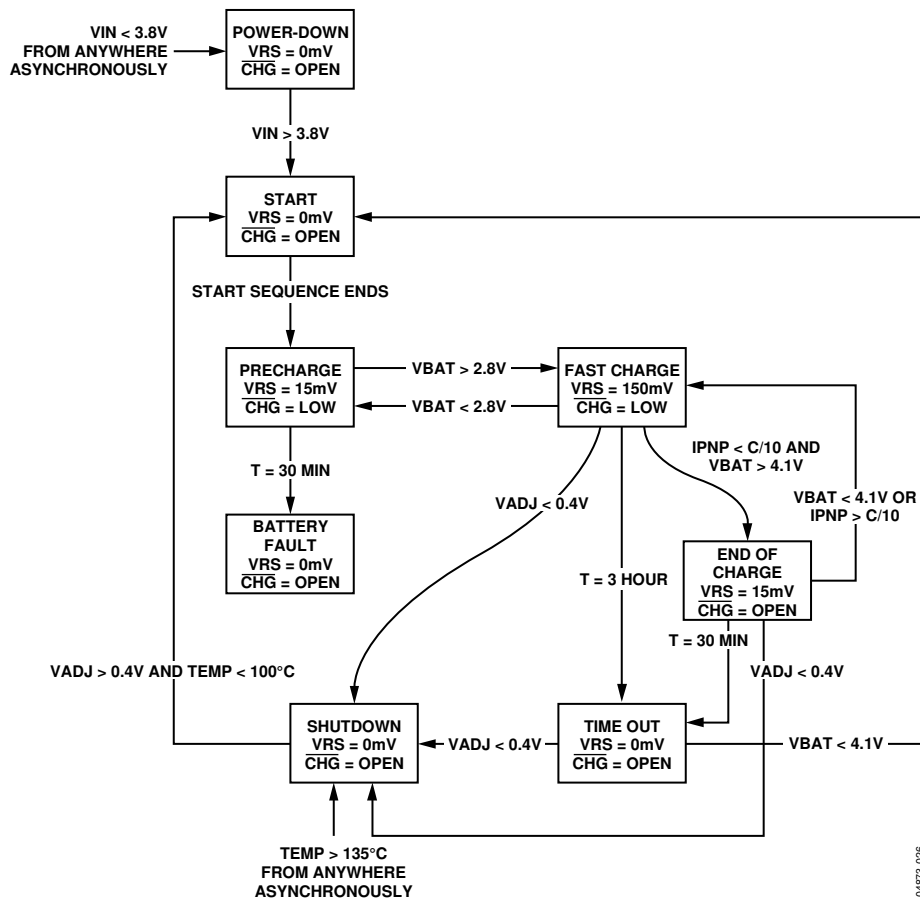 VIN < 3.8V
FROM ANYWHERE
ASYNCHRONOUSLY
POWER-DOWN
VRS = 0mV
CHG = OPEN
VIN > 3.8V
START
VRS = 0mV
CHG = OPEN
START SEQUENCE ENDS
PRECHARGE
VRS = 15mV
CHG = LOW
VBAT > 2.8V
VBAT < 2.8V
FAST CHARGE
VRS = 150mV
CHG = LOW
IPNP < C/10 AND
VBAT > 4.1V
T = 30 MIN
VADJ < 0.4V
VBAT < 4.1V OR
IPNP > C/10
BATTERY
FAULT
VRS = 0mV
CHG = OPEN
T = 3 HOUR
END OF
CHARGE
VRS = 15mV
CHG = OPEN
T = 30 MIN
VADJ > 0.4V AND TEMP < 100°C
VADJ < 0.4V
SHUTDOWN
VRS = 0mV
CHG = OPEN
VADJ < 0.4V
TIME OUT
VRS = 0mV
CHG = OPEN
VBAT < 4.1V
TEMP > 135°C
FROM ANYWHERE
ASYNCHRONOUSLY
04873-026